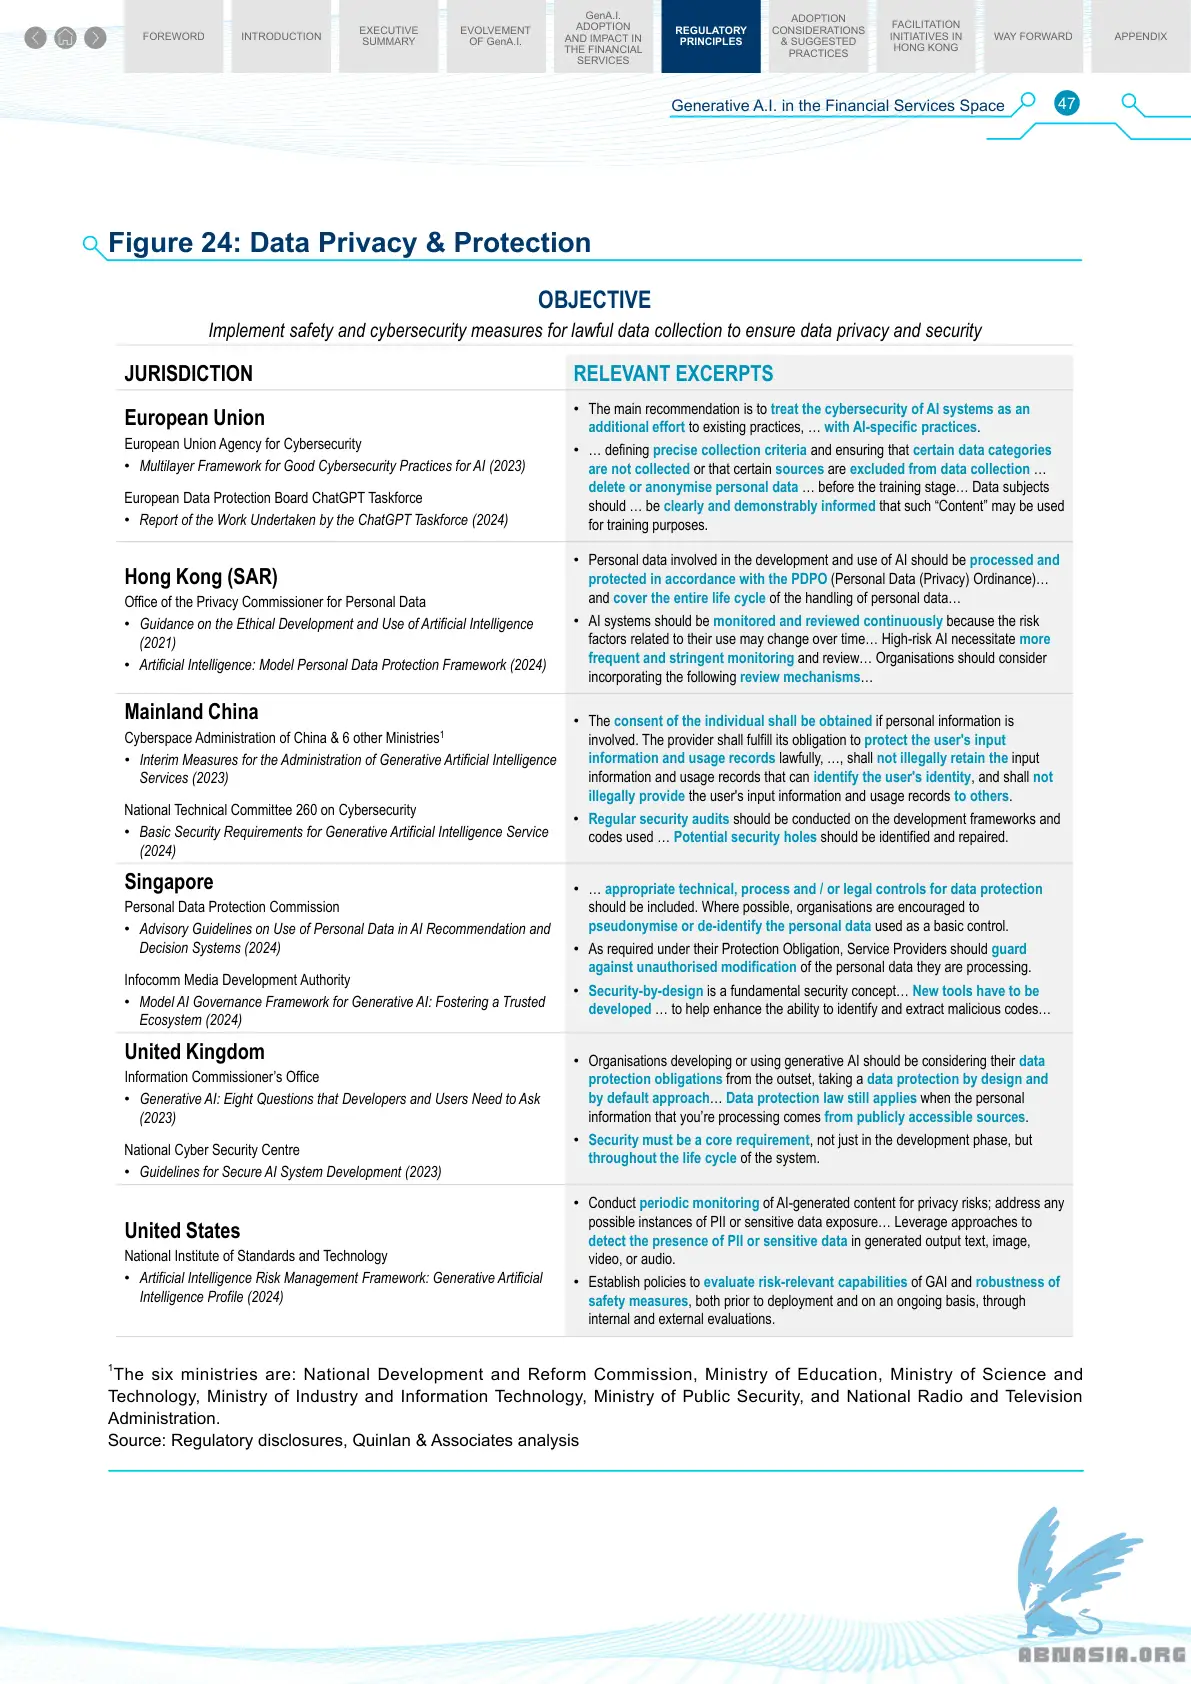 FOREWORD
INTRODUCTION
EXECUTIVE
SUMMARY
EVOLVEMENT
OF GenA.I.
GenA.I.
ADOPTION
AND IMPACT IN
THE FINANCIAL
SERVICES
REGULATORY
PRINCIPLES
ADOPTION
CONSIDERATIONS
& SUGGESTED
PRACTICES
FACILITATION
INITIATIVES IN
HONG KONG
WAY FORWARD
APPENDIX
Generative A.I. in the Financial Services Space
47
Figure 24: Data Privacy & Protection
OBJECTIVE
Implement safety and cybersecurity measures for lawful data collection to ensure data privacy and security
JURISDICTION
RELEVANT EXCERPTS
European Union
European Union Agency for Cybersecurity
• Multilayer Framework for Good Cybersecurity Practices for AI (2023)
European Data Protection Board ChatGPT Taskforce
• Report of the Work Undertaken by the ChatGPT Taskforce (2024)
• The main recommendation is to treat the cybersecurity of AI systems as an
additional effort to existing practices, … with AI-specific practices.
• … defining precise collection criteria and ensuring that certain data categories
are not collected or that certain sources are excluded from data collection …
delete or anonymise personal data … before the training stage… Data subjects
should … be clearly and demonstrably informed that such “Content” may be used
for training purposes.
Hong Kong (SAR)
Office of the Privacy Commissioner for Personal Data
• Guidance on the Ethical Development and Use of Artificial Intelligence
(2021)
• Artificial Intelligence: Model Personal Data Protection Framework (2024)
• Personal data involved in the development and use of AI should be processed and
protected in accordance with the PDPO (Personal Data (Privacy) Ordinance)…
and cover the entire life cycle of the handling of personal data…
• AI systems should be monitored and reviewed continuously because the risk
factors related to their use may change over time… High-risk AI necessitate more
frequent and stringent monitoring and review… Organisations should consider
incorporating the following review mechanisms…
Mainland China
Cyberspace Administration of China & 6 other Ministries1
• Interim Measures for the Administration of Generative Artificial Intelligence
Services (2023)
National Technical Committee 260 on Cybersecurity
• Basic Security Requirements for Generative Artificial Intelligence Service
(2024)
• The consent of the individual shall be obtained if personal information is
involved. The provider shall fulfill its obligation to protect the user's input
information and usage records lawfully, …, shall not illegally retain the input
information and usage records that can identify the user's identity, and shall not
illegally provide the user's input information and usage records to others.
• Regular security audits should be conducted on the development frameworks and
codes used … Potential security holes should be identified and repaired.
Singapore
Personal Data Protection Commission
• Advisory Guidelines on Use of Personal Data in AI Recommendation and
Decision Systems (2024)
Infocomm Media Development Authority
• Model AI Governance Framework for Generative AI: Fostering a Trusted
Ecosystem (2024)
• … appropriate technical, process and / or legal controls for data protection
should be included. Where possible, organisations are encouraged to
pseudonymise or de-identify the personal data used as a basic control.
• As required under their Protection Obligation, Service Providers should guard
against unauthorised modification of the personal data they are processing.
• Security-by-design is a fundamental security concept… New tools have to be
developed … to help enhance the ability to identify and extract malicious codes…
United Kingdom
Information Commissioner’s Office
• Generative AI: Eight Questions that Developers and Users Need to Ask
(2023)
National Cyber Security Centre
• Guidelines for Secure AI System Development (2023)
• Organisations developing or using generative AI should be considering their data
protection obligations from the outset, taking a data protection by design and
by default approach… Data protection law still applies when the personal
information that you’re processing comes from publicly accessible sources.
• Security must be a core requirement, not just in the development phase, but
throughout the life cycle of the system.
United States
National Institute of Standards and Technology
• Artificial Intelligence Risk Management Framework: Generative Artificial
Intelligence Profile (2024)
• Conduct periodic monitoring of AI-generated content for privacy risks; address any
possible instances of PII or sensitive data exposure… Leverage approaches to
detect the presence of PII or sensitive data in generated output text, image,
video, or audio.
• Establish policies to evaluate risk-relevant capabilities of GAI and robustness of
safety measures, both prior to deployment and on an ongoing basis, through
internal and external evaluations.
1The six ministries are: National Development and Reform Commission, Ministry of Education, Ministry of Science and
Technology, Ministry of Industry and Information Technology, Ministry of Public Security, and National Radio and Television
Administration.
Source: Regulatory disclosures, Quinlan & Associates analysis
ABNASIA.ORG